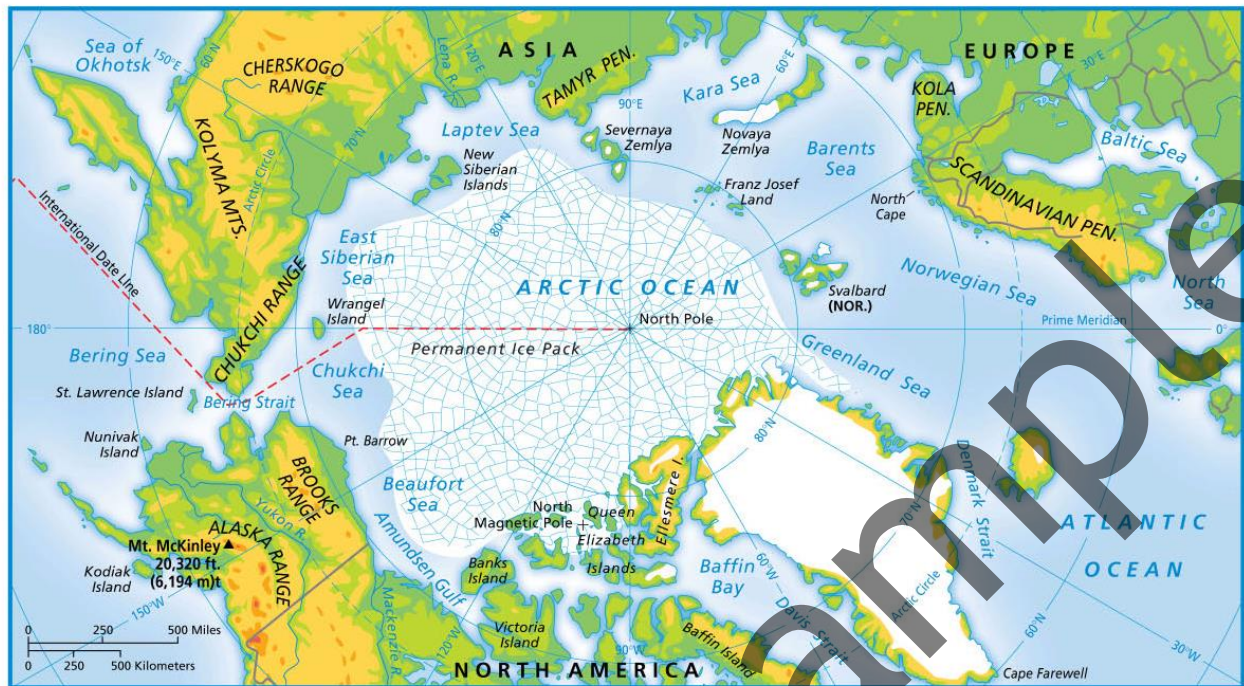 Sea of
Okhotsk
150°E
60°N
CHERSKOGO
RANGE
Lena R.
120°E
ASIA
TAMYR PEN.
90°E
Kara Sea
60°E
EUROPE
30°E
KOLA
PEN.
Baltic Sea
KOLYMA MTS.
Arctic Circle
70°N
Laptev Sea
New
Siberian
Islands
Severnaya
Zemlya
Novaya
Zemlya
Barents
Sea
Franz Josef
Land
North
Cape
SCANDINAVIAN PEN.
International Date Line
80°N
East
Siberian
Sea
Wrangel
Island
ARCTIC OCEAN
Svalbard
(NOR.)
Norwegian Sea
North
Sea
180°
CHUKCHI RANGE
North Pole
Prime Meridian
0°
Permanent Ice Pack
Bering Sea
Chukchi
Sea
Greenland Sea
St. Lawrence Island
Bering Strait
Nunivak
Island
Pt. Barrow
BROOKS
RANGE
Beaufort
Sea
80°N
Denmark Strait
Yukon R.
ALASKA RANGE
Mt. McKinley
20,320 ft.
(6,194 m)t
Kodiak
Island
150°W
Amundsen Gulf
North
Magnetic Pole
Queen
Elizabeth
Islands
Ellesmere I.
70°N
ATLANTIC
OCEAN
Banks
Island
Baffin
Bay
60°W
Davis Strait
Arctic Circle
60°N
30°W
Mackenzie R.
120°W
Victoria
Island
90°W
Baffin Island
NORTH AMERICA
Cape Farewell
0 250 500 Miles
0 250 500 Kilometers
ample
am